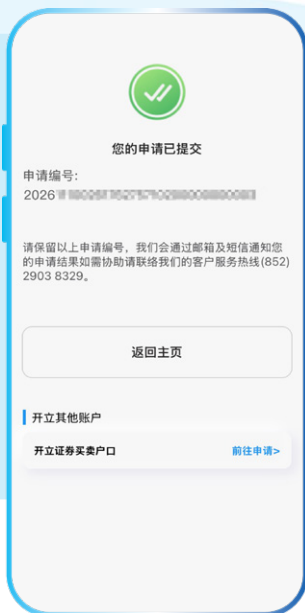 您的申请已提交
申请编号:
2026
请保留以上申请编号，我们会通过邮箱及短信通知您
的申请结果如需协助请联络我们的客户服务热线(852)
2903 8329。
返回主页
开立其他账户
开立证券买卖户口 前往申请>